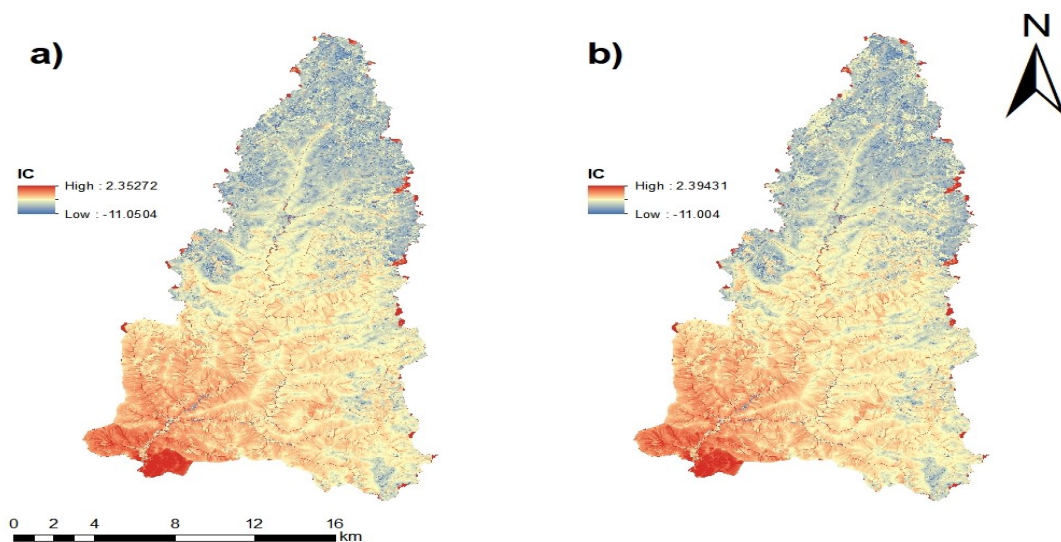 a)
b)
N
IC
High : 2.35272
Low : -11.0504
IC
High : 2.39431
Low : -11.004
0 2 4 8 12 16
km